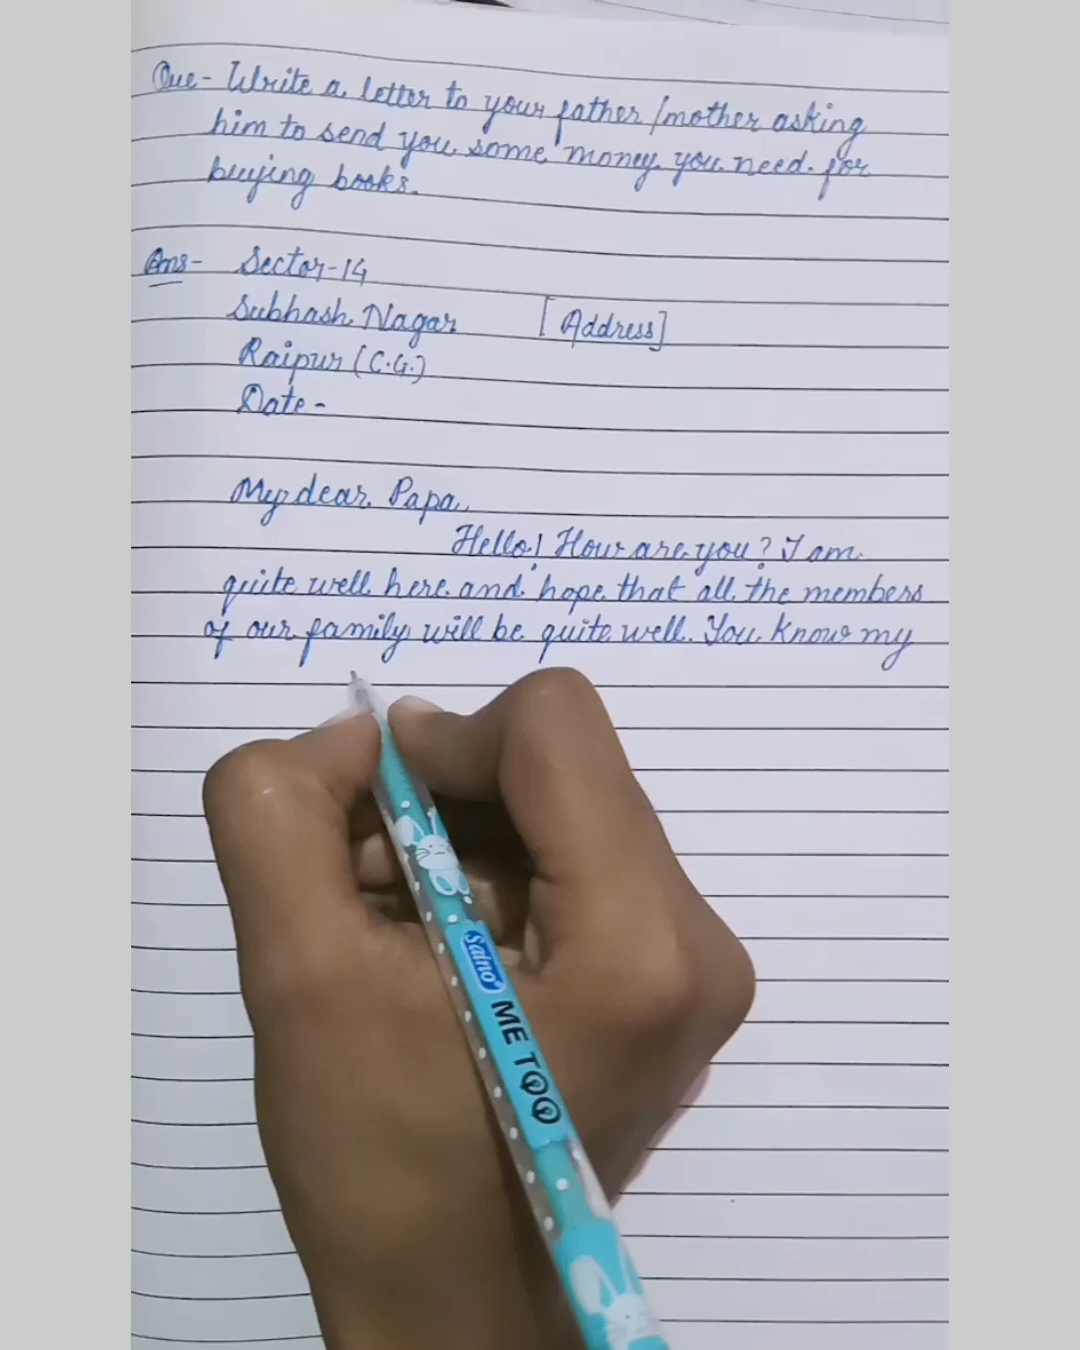 Que- Write a letter to your father/mother asking
him to send you some money you need for
buying books.
Ans- Sector-14
Subhash Nagar [Address]
Raipur (C.G.)
Date-
My dear Papa,
Hello! How are you? I am
quite well here and hope that all the members
of our family will be quite well. You know my
Saino
ME TOO